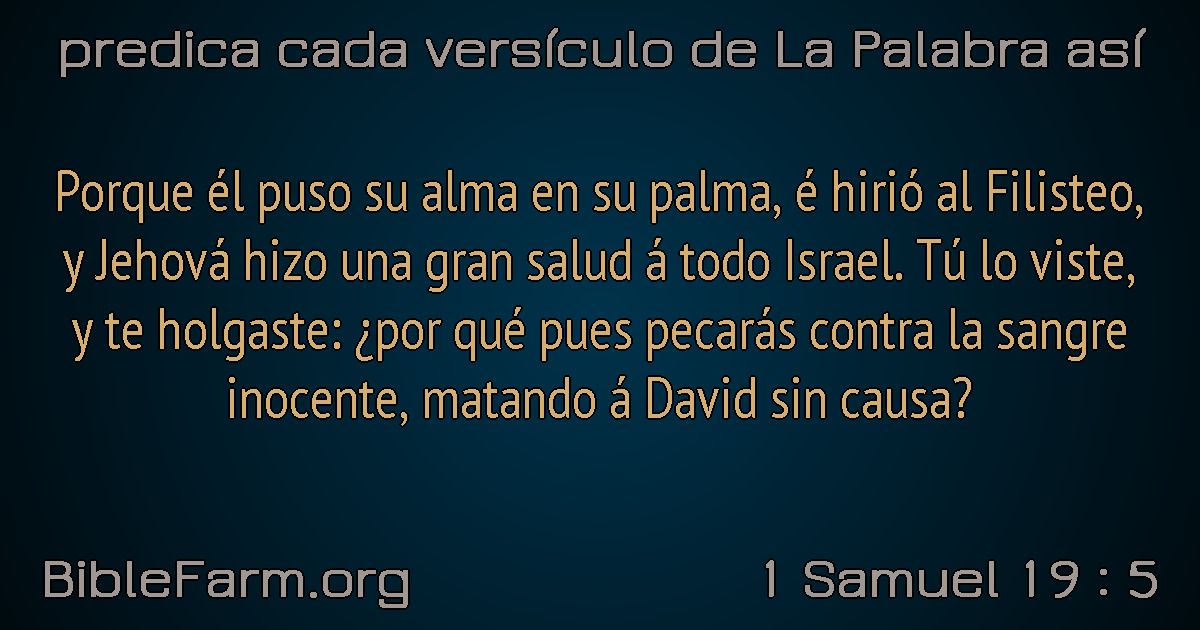 predica cada versículo de La Palabra así
Porque él puso su alma en su palma, é hirió al Filisteo,
y Jehová hizo una gran salud á todo Israel. Tú lo viste,
y te holgaste: ¿por qué pues pecarás contra la sangre
inocente, matando á David sin causa?
BibleFarm.org
1 Samuel 19 : 5